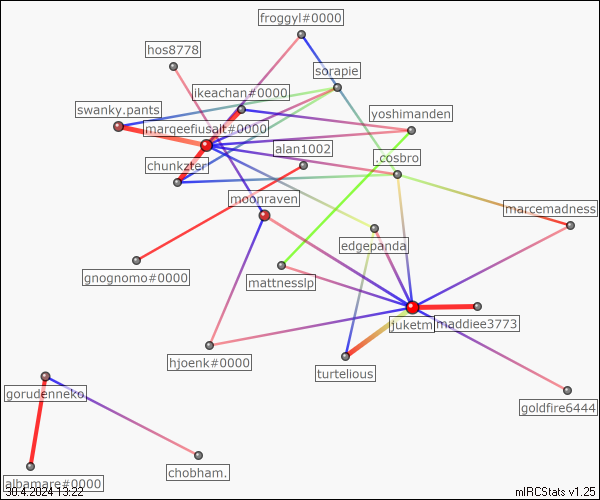 froggyl#0000
hos8778
sorapie
ikeachan#0000
swanky.pants
yoshimanden
marqeefiusalt#0000
alan1002
.cosbro
chunkzter
moonraven
marcemadness
edgepanda
gnognomo#0000
mattnesslp
juketm
maddiee3773
hjoenk#0000
turtelious
gorudenneko
goldfire6444
chobham.
albamare#0000
30.4.2024 13:22
mIRCStats v1.25